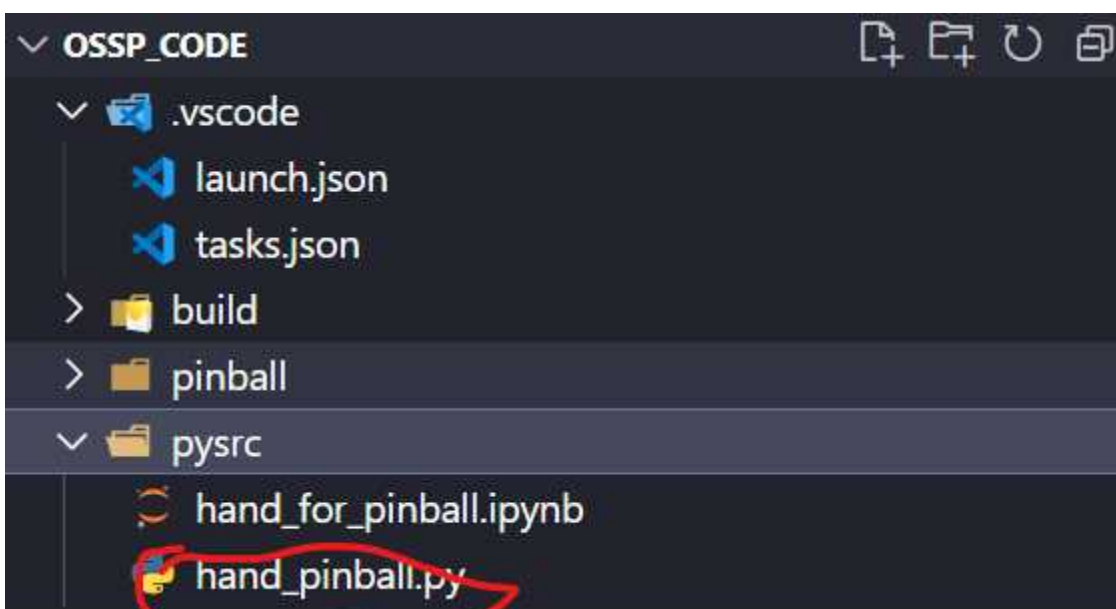 OSSP_CODE
.vscode
launch.json
tasks.json
build
pinball
pysrc
hand_for_pinball.ipynb
hand_pinball.py